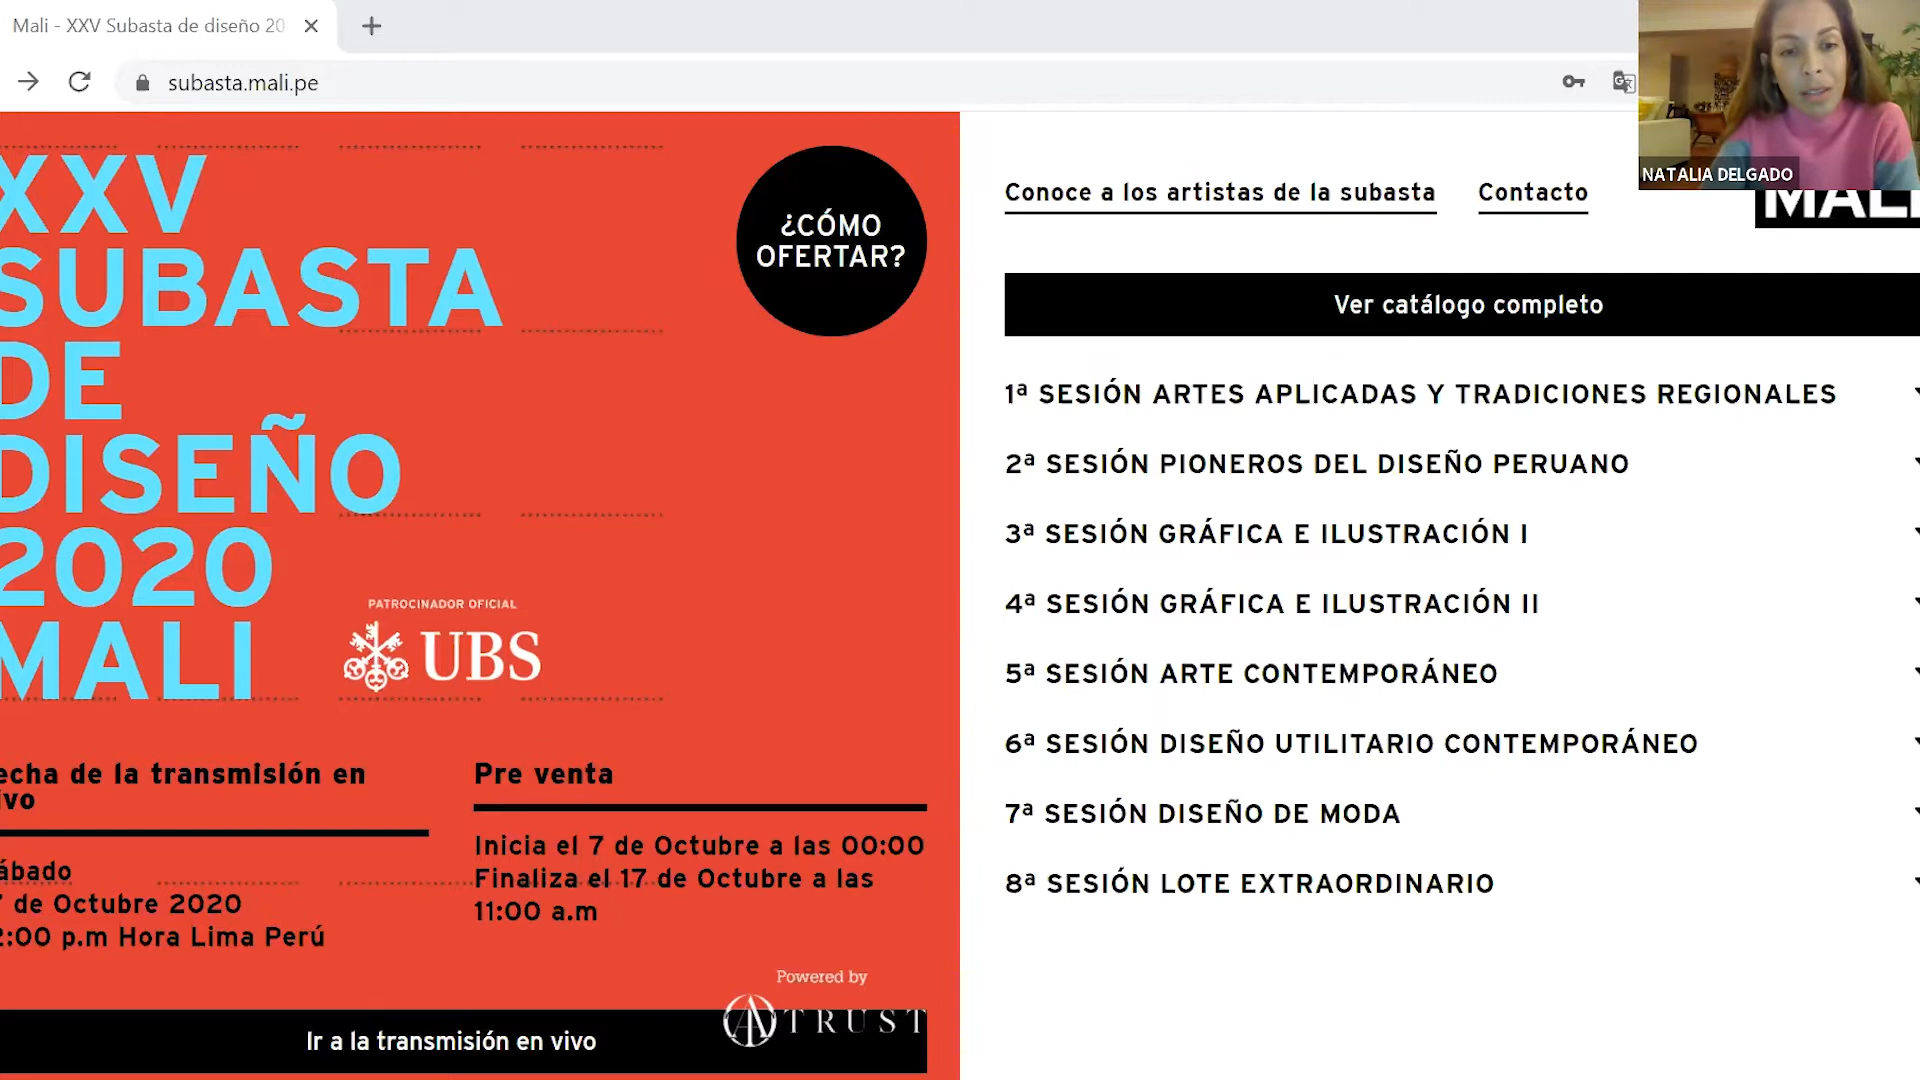 Mali - XXV Subasta de diseño 20
subasta.mali.pe
NATALIA DELGADO
XXV
SUBASTA
DE
DISEÑO
2020
MALI
¿CÓMO
OFERTAR?
PATROCINADOR OFICIAL
UBS
echa de la transmisión en
ivo
ábado
de Octubre 2020
2:00 p.m Hora Lima Perú
Pre venta
Inicia el 7 de Octubre a las 00:00
Finaliza el 17 de Octubre a las
11:00 a.m
Powered by
ATRUST
Ir a la transmisión en vivo
Conoce a los artistas de la subasta
Contacto
MALI
Ver catálogo completo
1ª SESIÓN ARTES APLICADAS Y TRADICIONES REGIONALES
2ª SESIÓN PIONEROS DEL DISEÑO PERUANO
3ª SESIÓN GRÁFICA E ILUSTRACIÓN I
4ª SESIÓN GRÁFICA E ILUSTRACIÓN II
5ª SESIÓN ARTE CONTEMPORÁNEO
6ª SESIÓN DISEÑO UTILITARIO CONTEMPORÁNEO
7ª SESIÓN DISEÑO DE MODA
8ª SESIÓN LOTE EXTRAORDINARIO